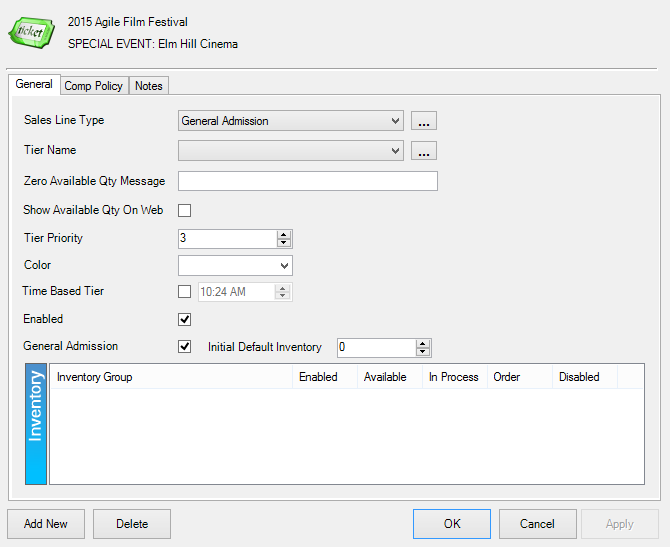 ticket
2015 Agile Film Festival
SPECIAL EVENT: Elm Hill Cinema
General Comp Policy Notes
Sales Line Type General Admission ...
Tier Name ...
Zero Available Qty Message
Show Available Qty On Web
Tier Priority 3
Color
Time Based Tier 10:24 AM
Enabled
General Admission Initial Default Inventory 0
Inventory
Inventory Group Enabled Available In Process Order Disabled
Add New Delete OK Cancel Apply